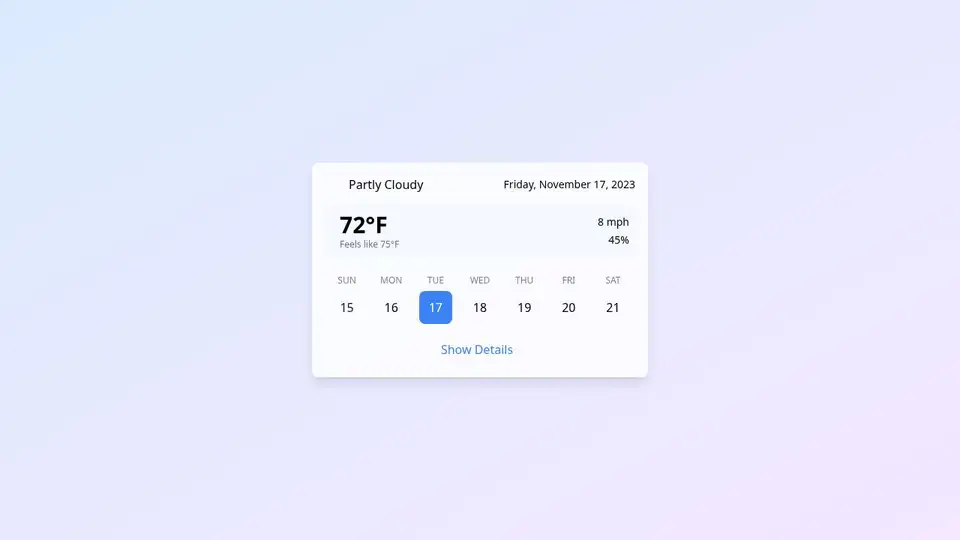 Partly Cloudy Friday, November 17, 2023
72°F
Feels like 75°F
8 mph
45%
SUN MON TUE WED THU FRI SAT
15 16 17 18 19 20 21
Show Details